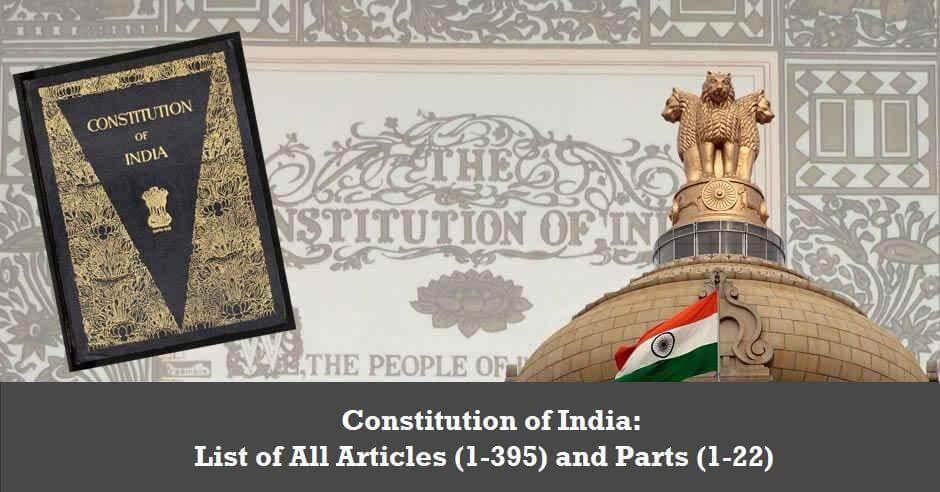 CONSTITUTION
OF
INDIA
THE
NSTITUTION OF IN
WE, THE PEOPLE OF
Constitution of India:
List of All Articles (1-395) and Parts (1-22)